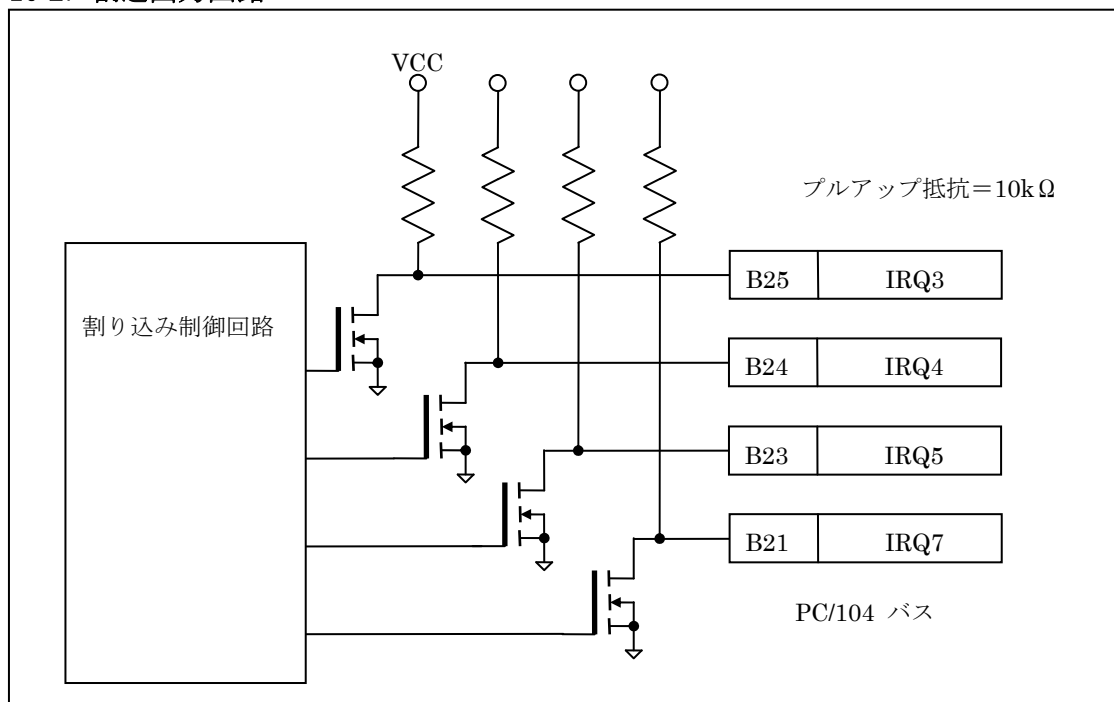 VCC
プルアップ抵抗＝10kΩ
割り込み制御回路
B25 IRQ3
B24 IRQ4
B23 IRQ5
B21 IRQ7
PC/104 バス